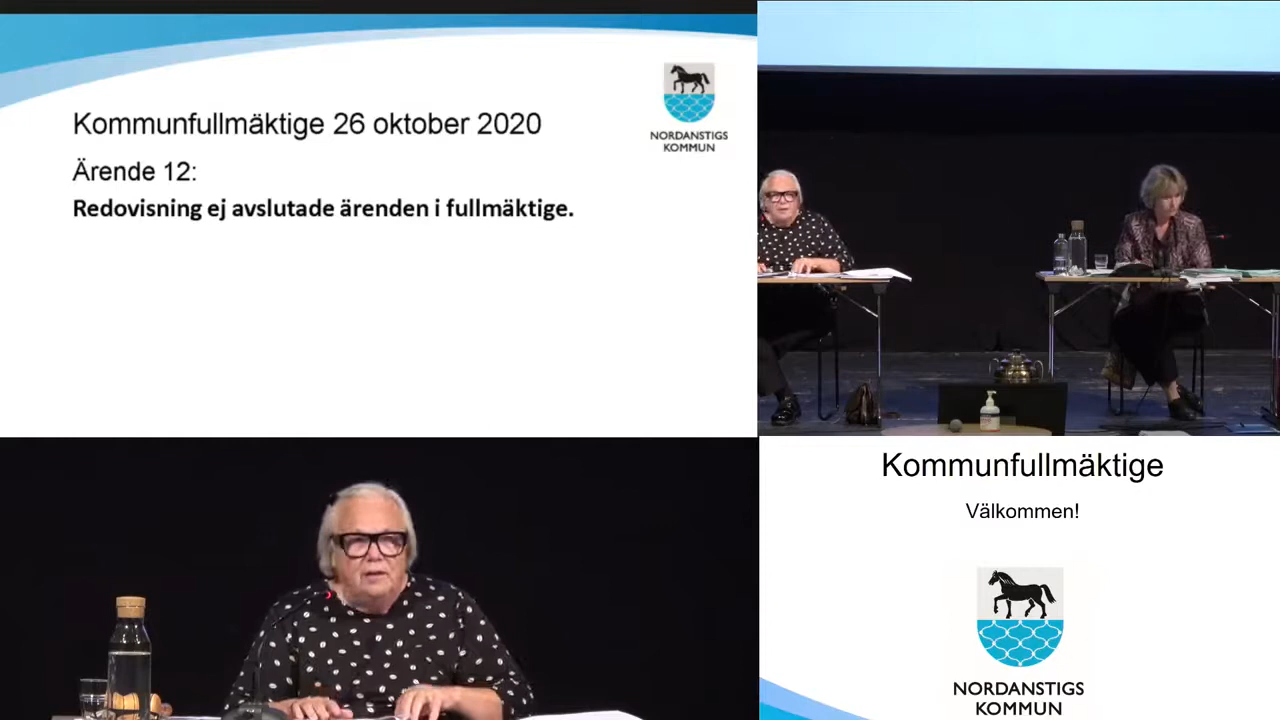 Kommunfullmäktige 26 oktober 2020
Ärende 12:
Redovisning ej avslutade ärenden i fullmäktige.
NORDANSTIGS
KOMMUN
Kommunfullmäktige
Välkommen!
NORDANSTIGS
KOMMUN